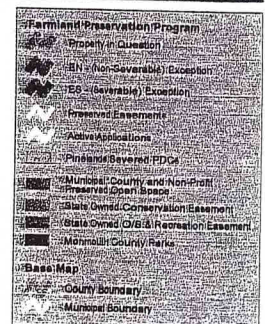 Farmland Preservation Program
Property in Question
EN - (Non-Severable) Exception
ES - (Severable) Exception
Preserved Easements
Active Applications
Pinelands Severed PDCs
Municipal, County and Non-Profit
Preserved Open Space
State Owned Conservation Easement
State Owned O/S & Recreation Easement
Monmouth County Parks
Base Map
County Boundary
Municipal Boundary